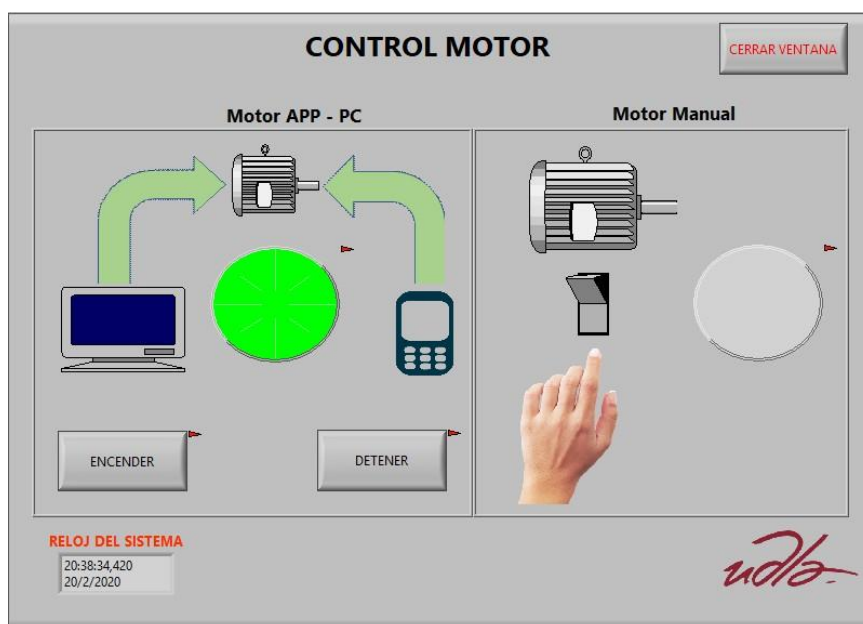 CONTROL MOTOR
CERRAR VENTANA
Motor APP - PC
Motor Manual
ENCENDER
DETENER
RELOJ DEL SISTEMA
20:38:34,420
20/2/2020
udla-